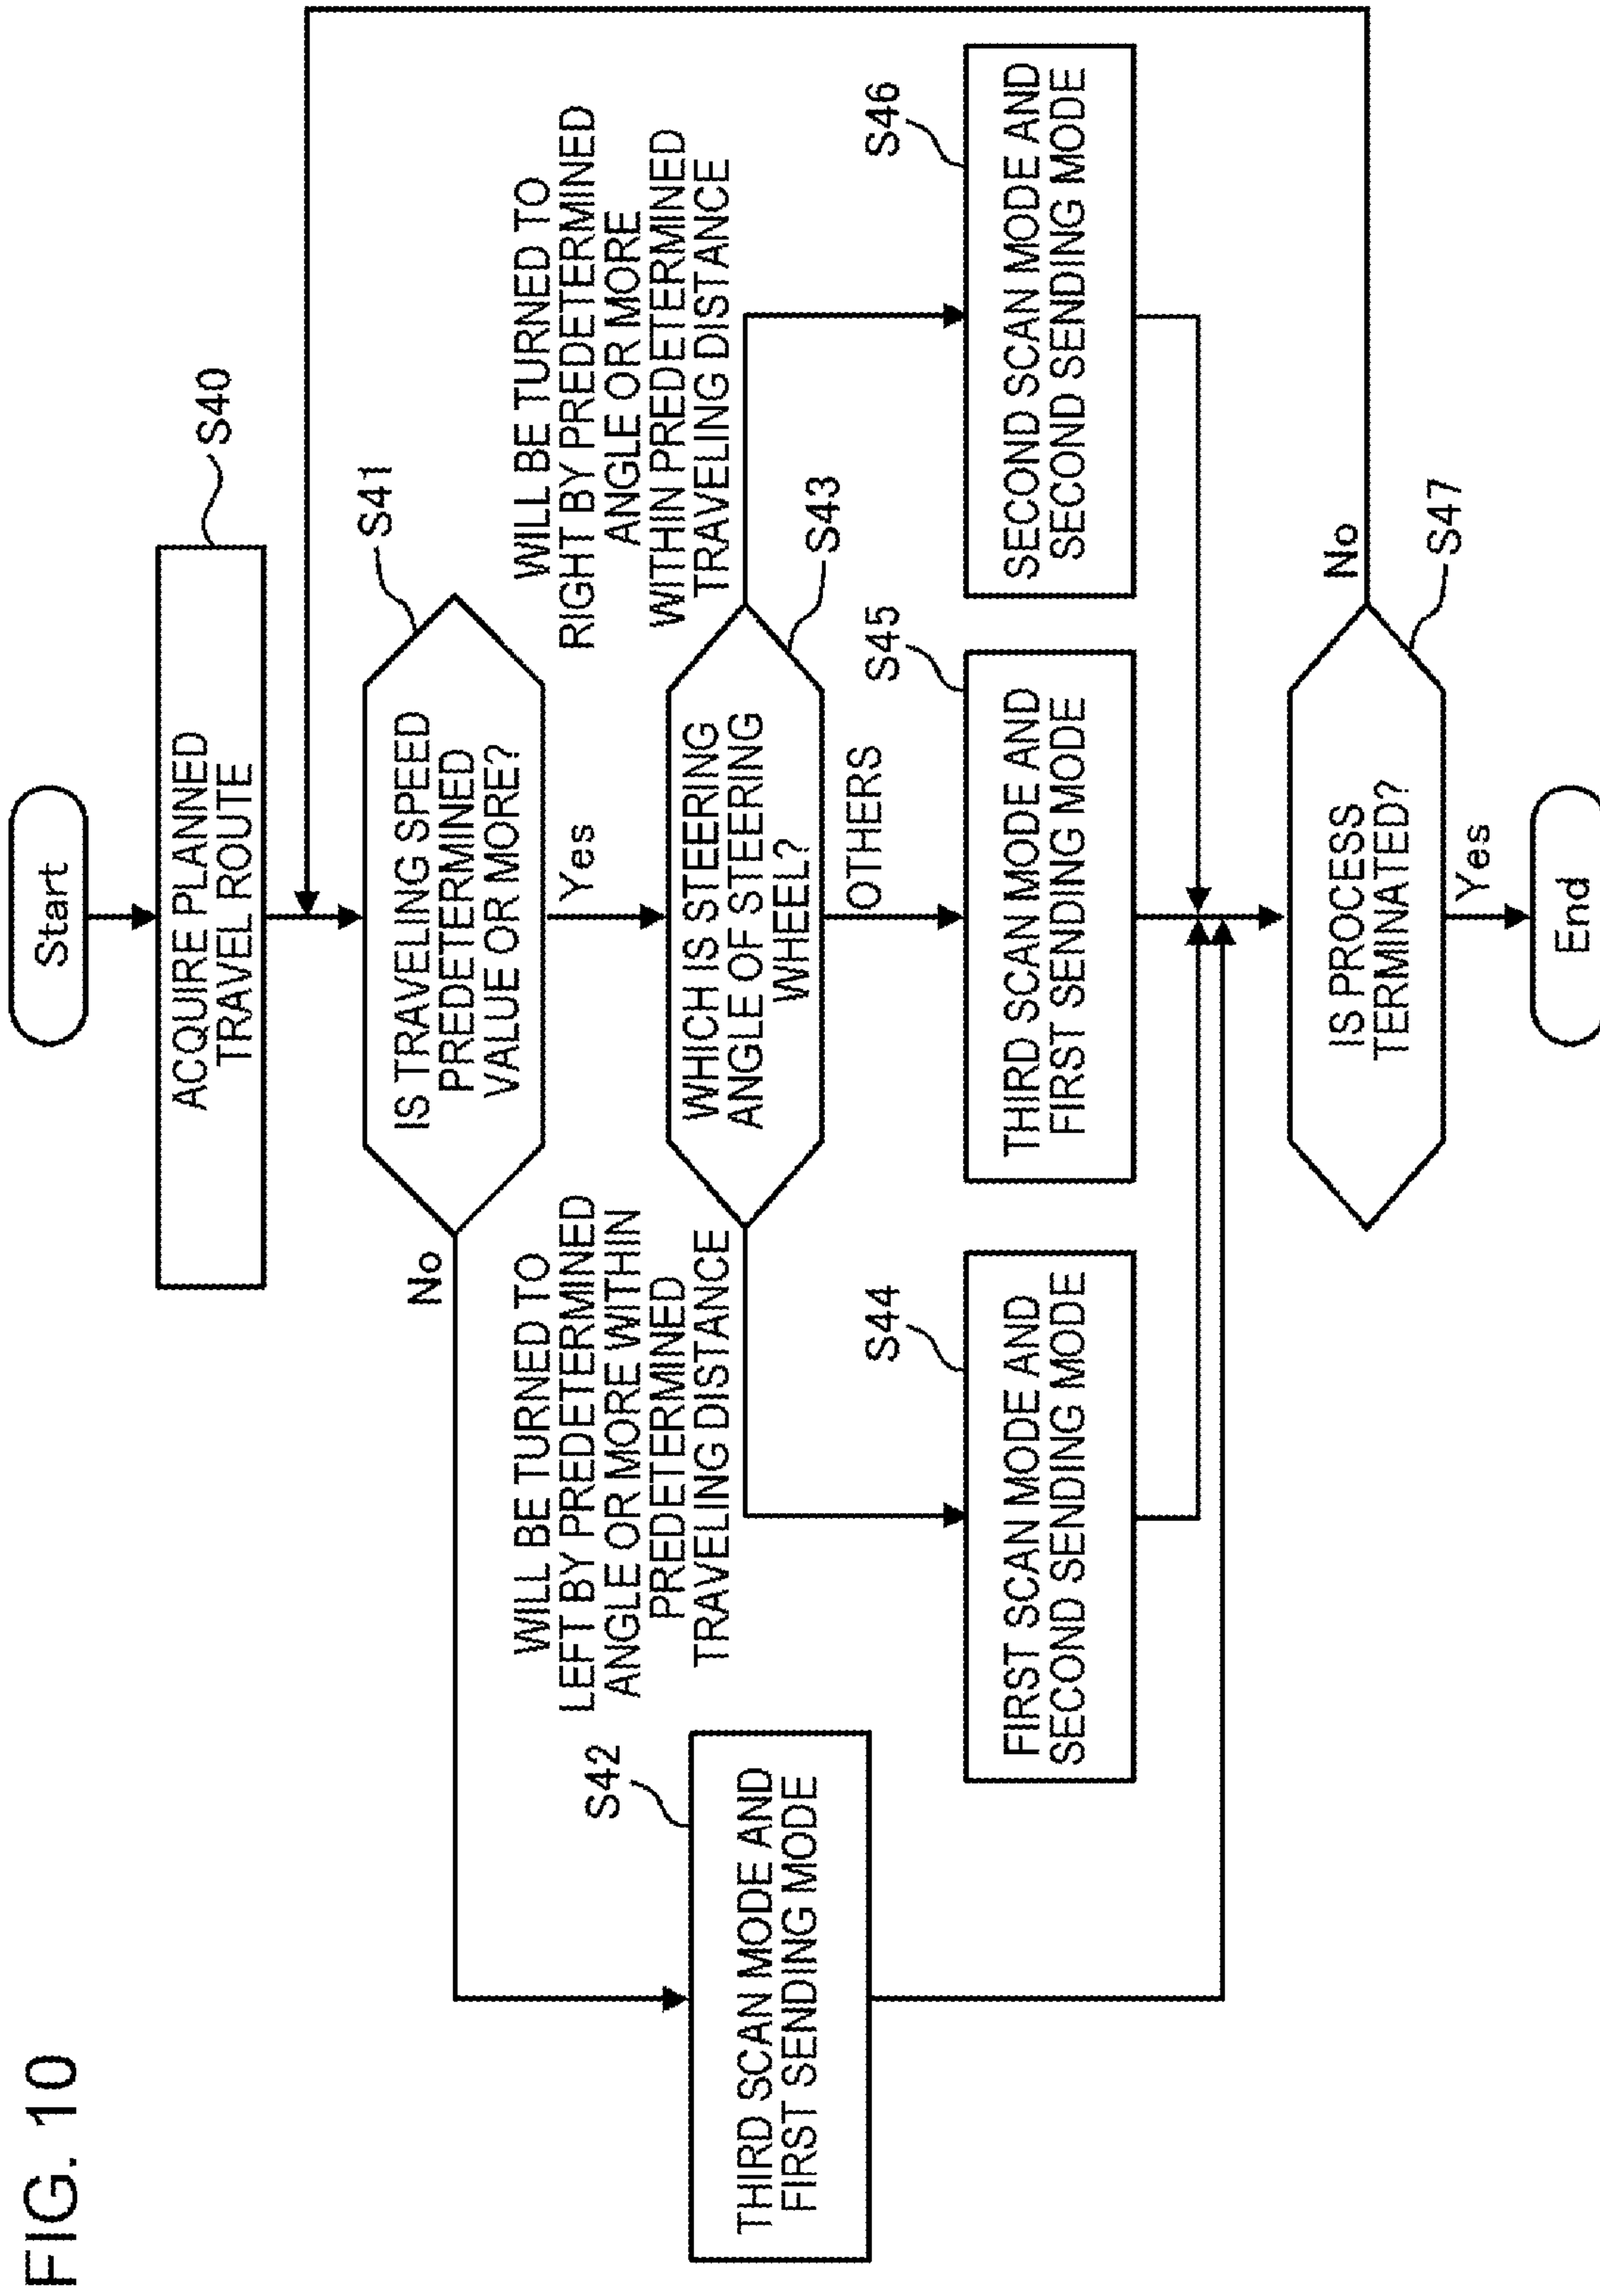 FIG. 10
Start
ACQUIRE PLANNED
TRAVEL ROUTE
S40
IS TRAVELING SPEED
PREDETERMINED
VALUE OR MORE?
S41
No
Yes
WILL BE TURNED TO
LEFT BY PREDETERMINED
ANGLE OR MORE WITHIN
PREDETERMINED
TRAVELING DISTANCE
WILL BE TURNED TO
RIGHT BY PREDETERMINED
ANGLE OR MORE
WITHIN PREDETERMINED
TRAVELING DISTANCE
S42
THIRD SCAN MODE AND
FIRST SENDING MODE
WHICH IS STEERING
ANGLE OF STEERING
WHEEL?
S43
OTHERS
S44
FIRST SCAN MODE AND
SECOND SENDING MODE
S45
THIRD SCAN MODE AND
FIRST SENDING MODE
S46
SECOND SCAN MODE AND
SECOND SENDING MODE
IS PROCESS
TERMINATED?
No
S47
Yes
End